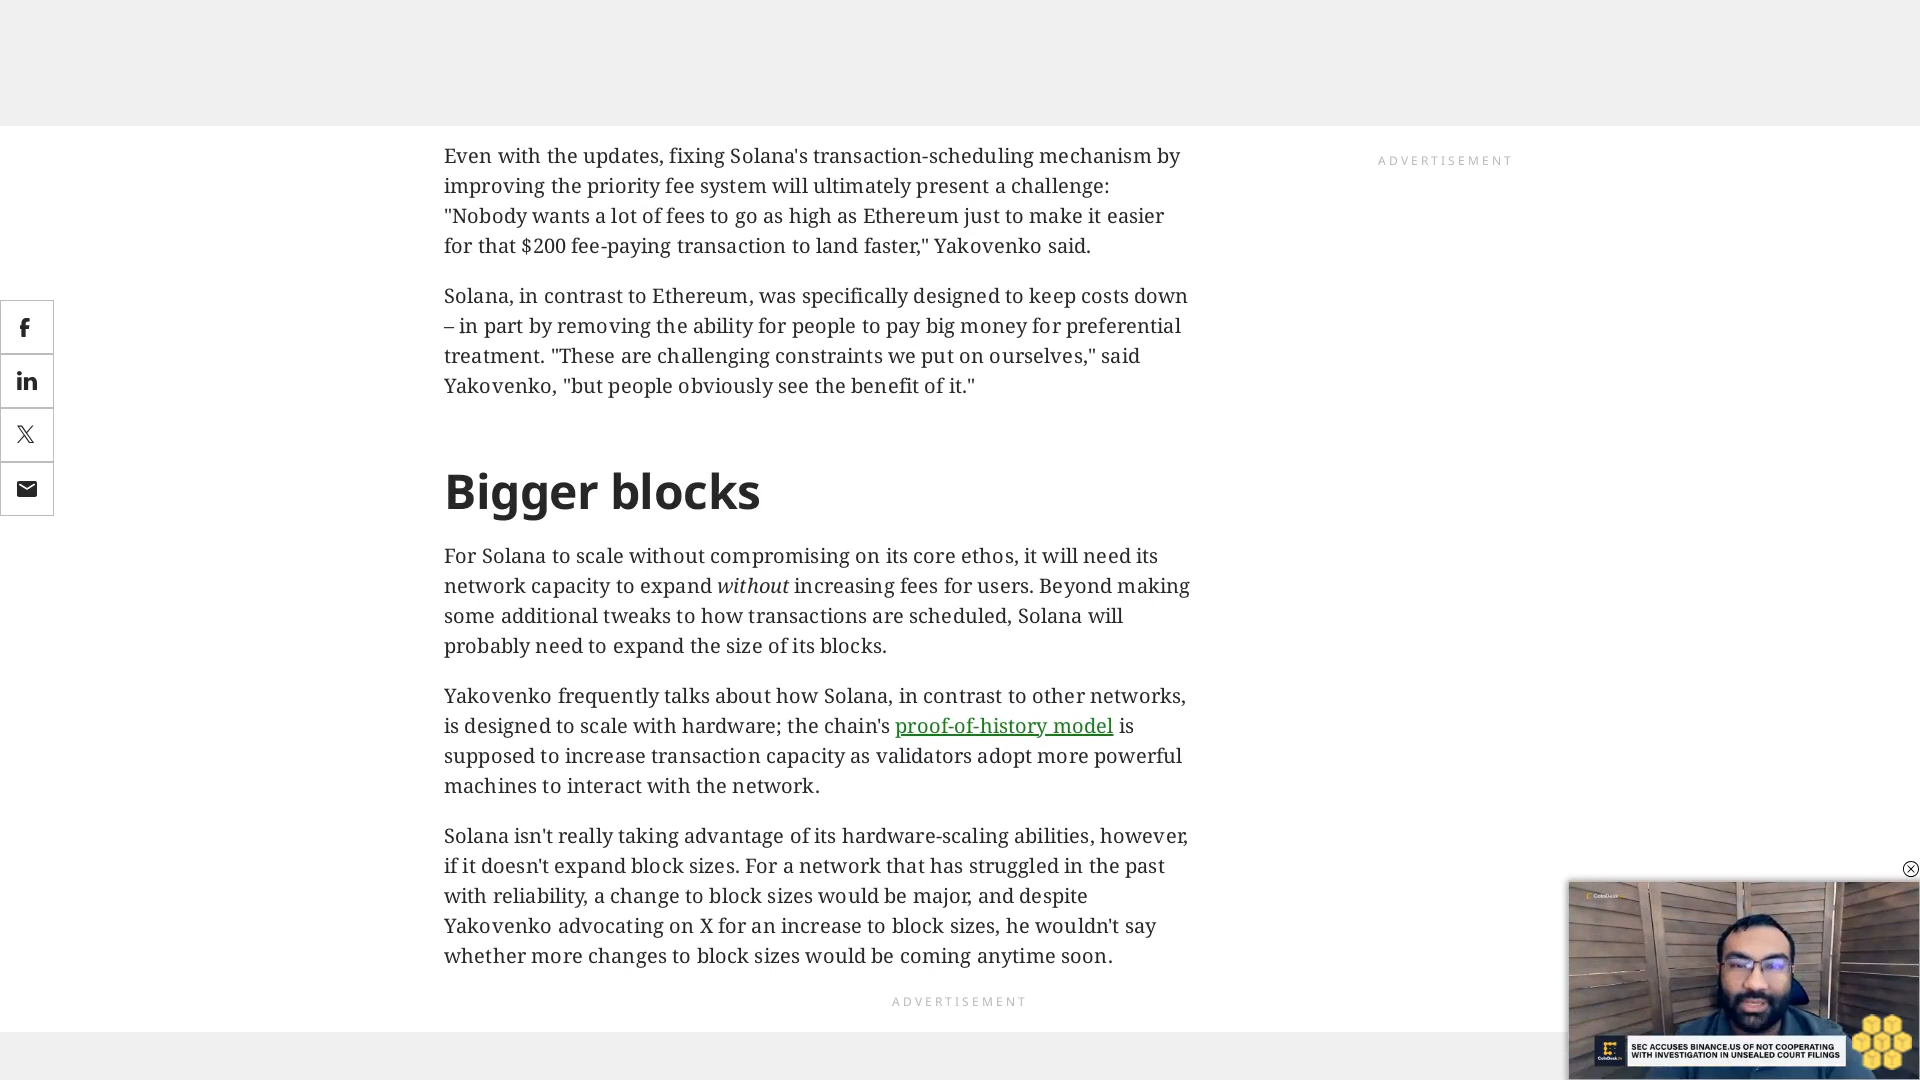 ADVERTISEMENT
Even with the updates, fixing Solana's transaction-scheduling mechanism by
improving the priority fee system will ultimately present a challenge:
"Nobody wants a lot of fees to go as high as Ethereum just to make it easier
for that $200 fee-paying transaction to land faster," Yakovenko said.
Solana, in contrast to Ethereum, was specifically designed to keep costs down
– in part by removing the ability for people to pay big money for preferential
treatment. "These are challenging constraints we put on ourselves," said
Yakovenko, "but people obviously see the benefit of it."
Bigger blocks
For Solana to scale without compromising on its core ethos, it will need its
network capacity to expand without increasing fees for users. Beyond making
some additional tweaks to how transactions are scheduled, Solana will
probably need to expand the size of its blocks.
Yakovenko frequently talks about how Solana, in contrast to other networks,
is designed to scale with hardware; the chain's proof-of-history model is
supposed to increase transaction capacity as validators adopt more powerful
machines to interact with the network.
Solana isn't really taking advantage of its hardware-scaling abilities, however,
if it doesn't expand block sizes. For a network that has struggled in the past
with reliability, a change to block sizes would be major, and despite
Yakovenko advocating on X for an increase to block sizes, he wouldn't say
whether more changes to block sizes would be coming anytime soon.
ADVERTISEMENT
CoinDesk
CoinDesk
SEC ACCUSES BINANCE.US OF NOT COOPERATING
WITH INVESTIGATION IN UNSEALED COURT FILINGS